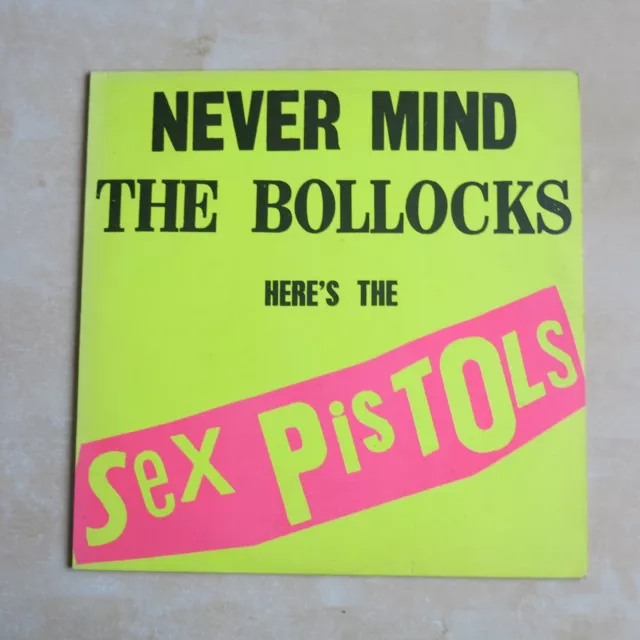 NEVER MIND
THE BOLLOCKS
HERE'S THE
Sex PisTOLS